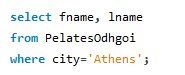 select fname, lname
from PelatesOdhgoi
where city='Athens';